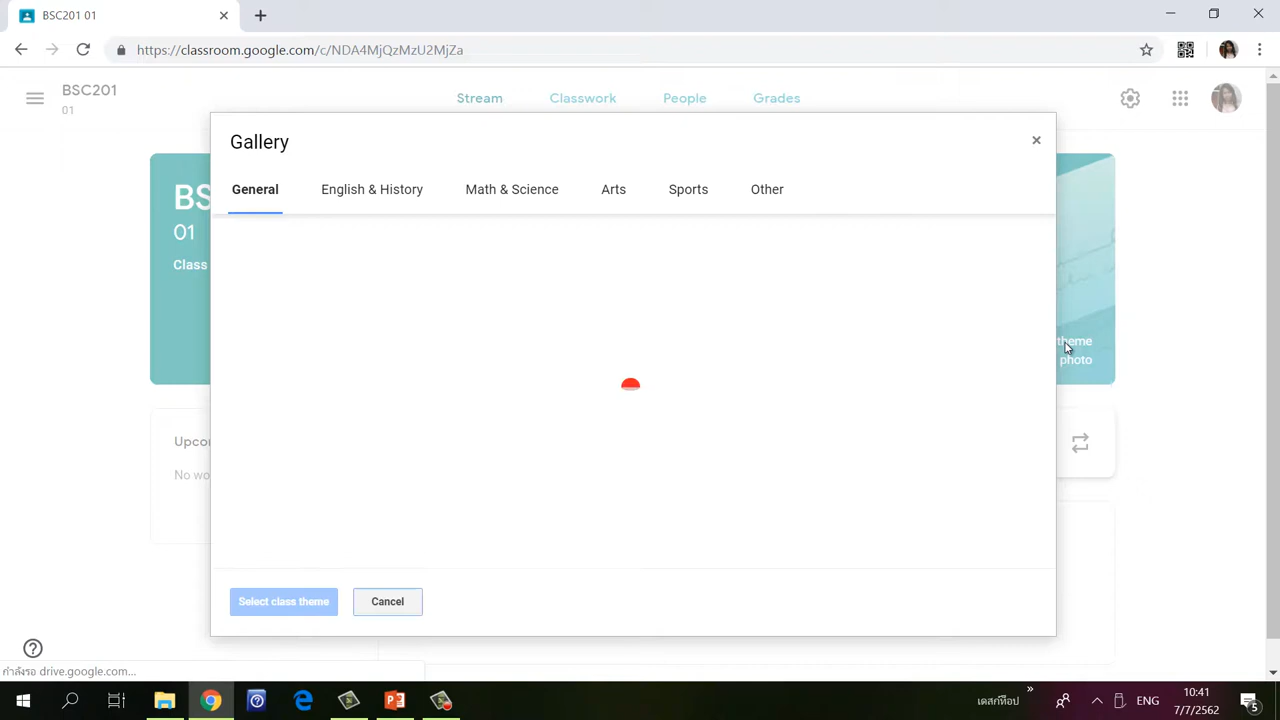 BSC201 01
https://classroom.google.com/c/NDA4MjQzMzU2MjZa
BSC201
01
Stream
Classwork
People
Grades
Gallery
General
English & History
Math & Science
Arts
Sports
Other
BS
01
Class
theme
photo
Upcor
No wo
Select class theme
Cancel
กำลังรอ drive.google.com...
เดสก์ท็อป
ENG
10:41
7/7/2562
5